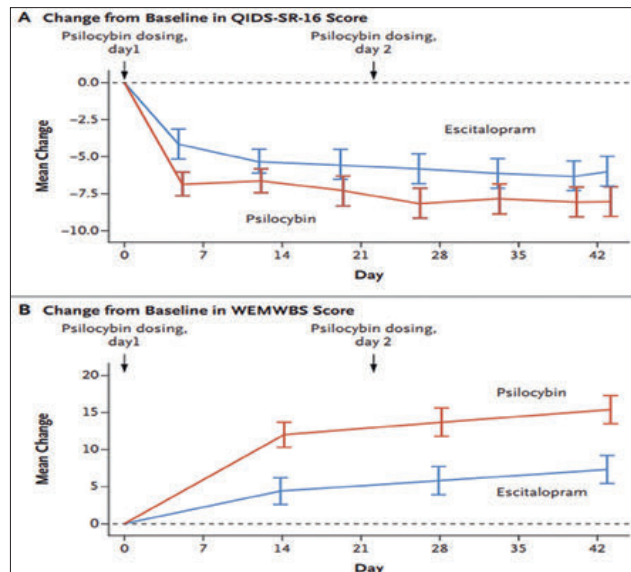 A Change from Baseline in QIDS-SR-16 Score
Psilocybin dosing,
day1
Psilocybin dosing,
day 2
0.0
-2.5
-5.0
-7.5
-10.0
Mean Change
Escitalopram
Psilocybin
0 7 14 21 28 35 42
Day
B Change from Baseline in WEMWBS Score
Psilocybin dosing,
day1
Psilocybin dosing,
day 2
20
15
10
5
0
Mean Change
Psilocybin
Escitalopram
0 7 14 21 28 35 42
Day